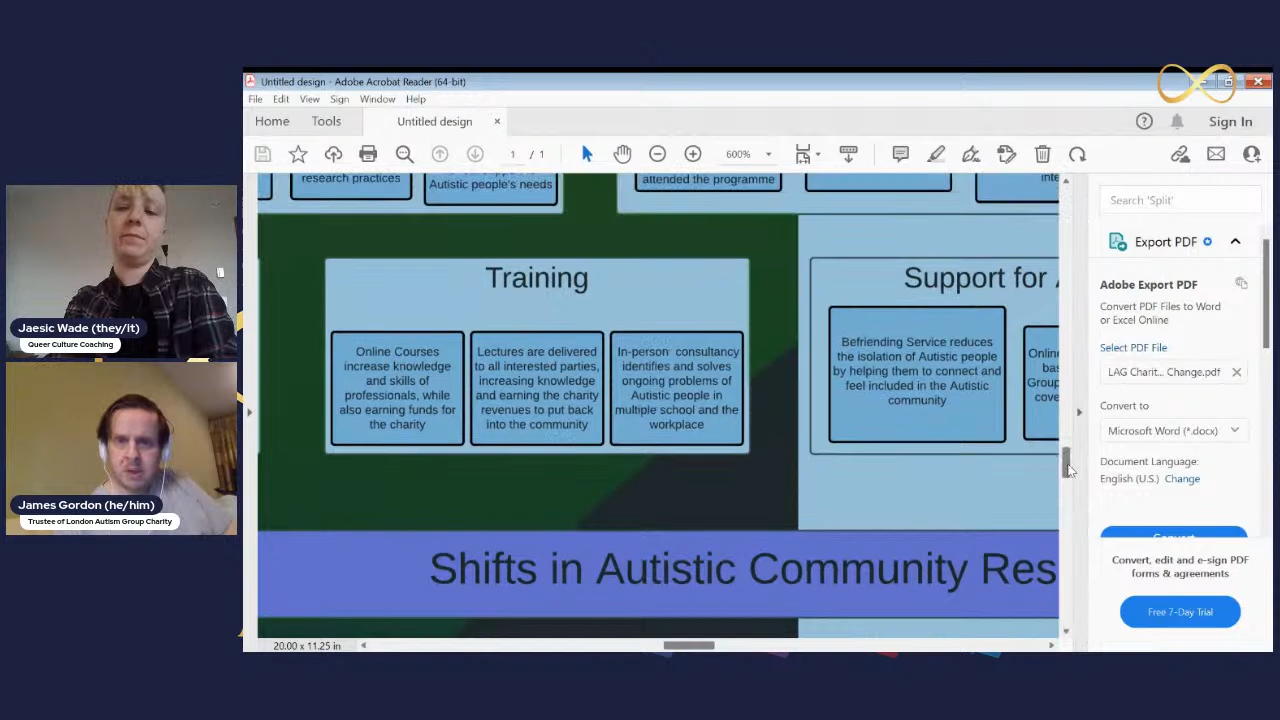 Untitled design - Adobe Acrobat Reader (64-bit)
File Edit View Sign Window Help
Home Tools Untitled design ×
1 / 1 600%
Sign In
research practices
Autistic people's needs
attended the programme
Training
Online Courses
increase knowledge
and skills of
professionals, while
also earning funds for
the charity
Lectures are delivered
to all interested parties,
increasing knowledge
and earning the charity
revenues to put back
into the community
In-person consultancy
identifies and solves
ongoing problems of
Autistic people in
multiple school and the
workplace
Support for
Befriending Service reduces
the isolation of Autistic people
by helping them to connect and
feel included in the Autistic
community
Shifts in Autistic Community Res
20.00 x 11.25 in
Search 'Split'
Export PDF
Adobe Export PDF
Convert PDF Files to Word
or Excel Online
Select PDF File
LAG Charit... Change.pdf ×
Convert to
Microsoft Word (*.docx)
Document Language:
English (U.S.) Change
Convert
Convert, edit and e-sign PDF
forms & agreements
Free 7-Day Trial
Jaesic Wade (they/it)
Queer Culture Coaching
James Gordon (he/him)
Trustee of London Autism Group Charity